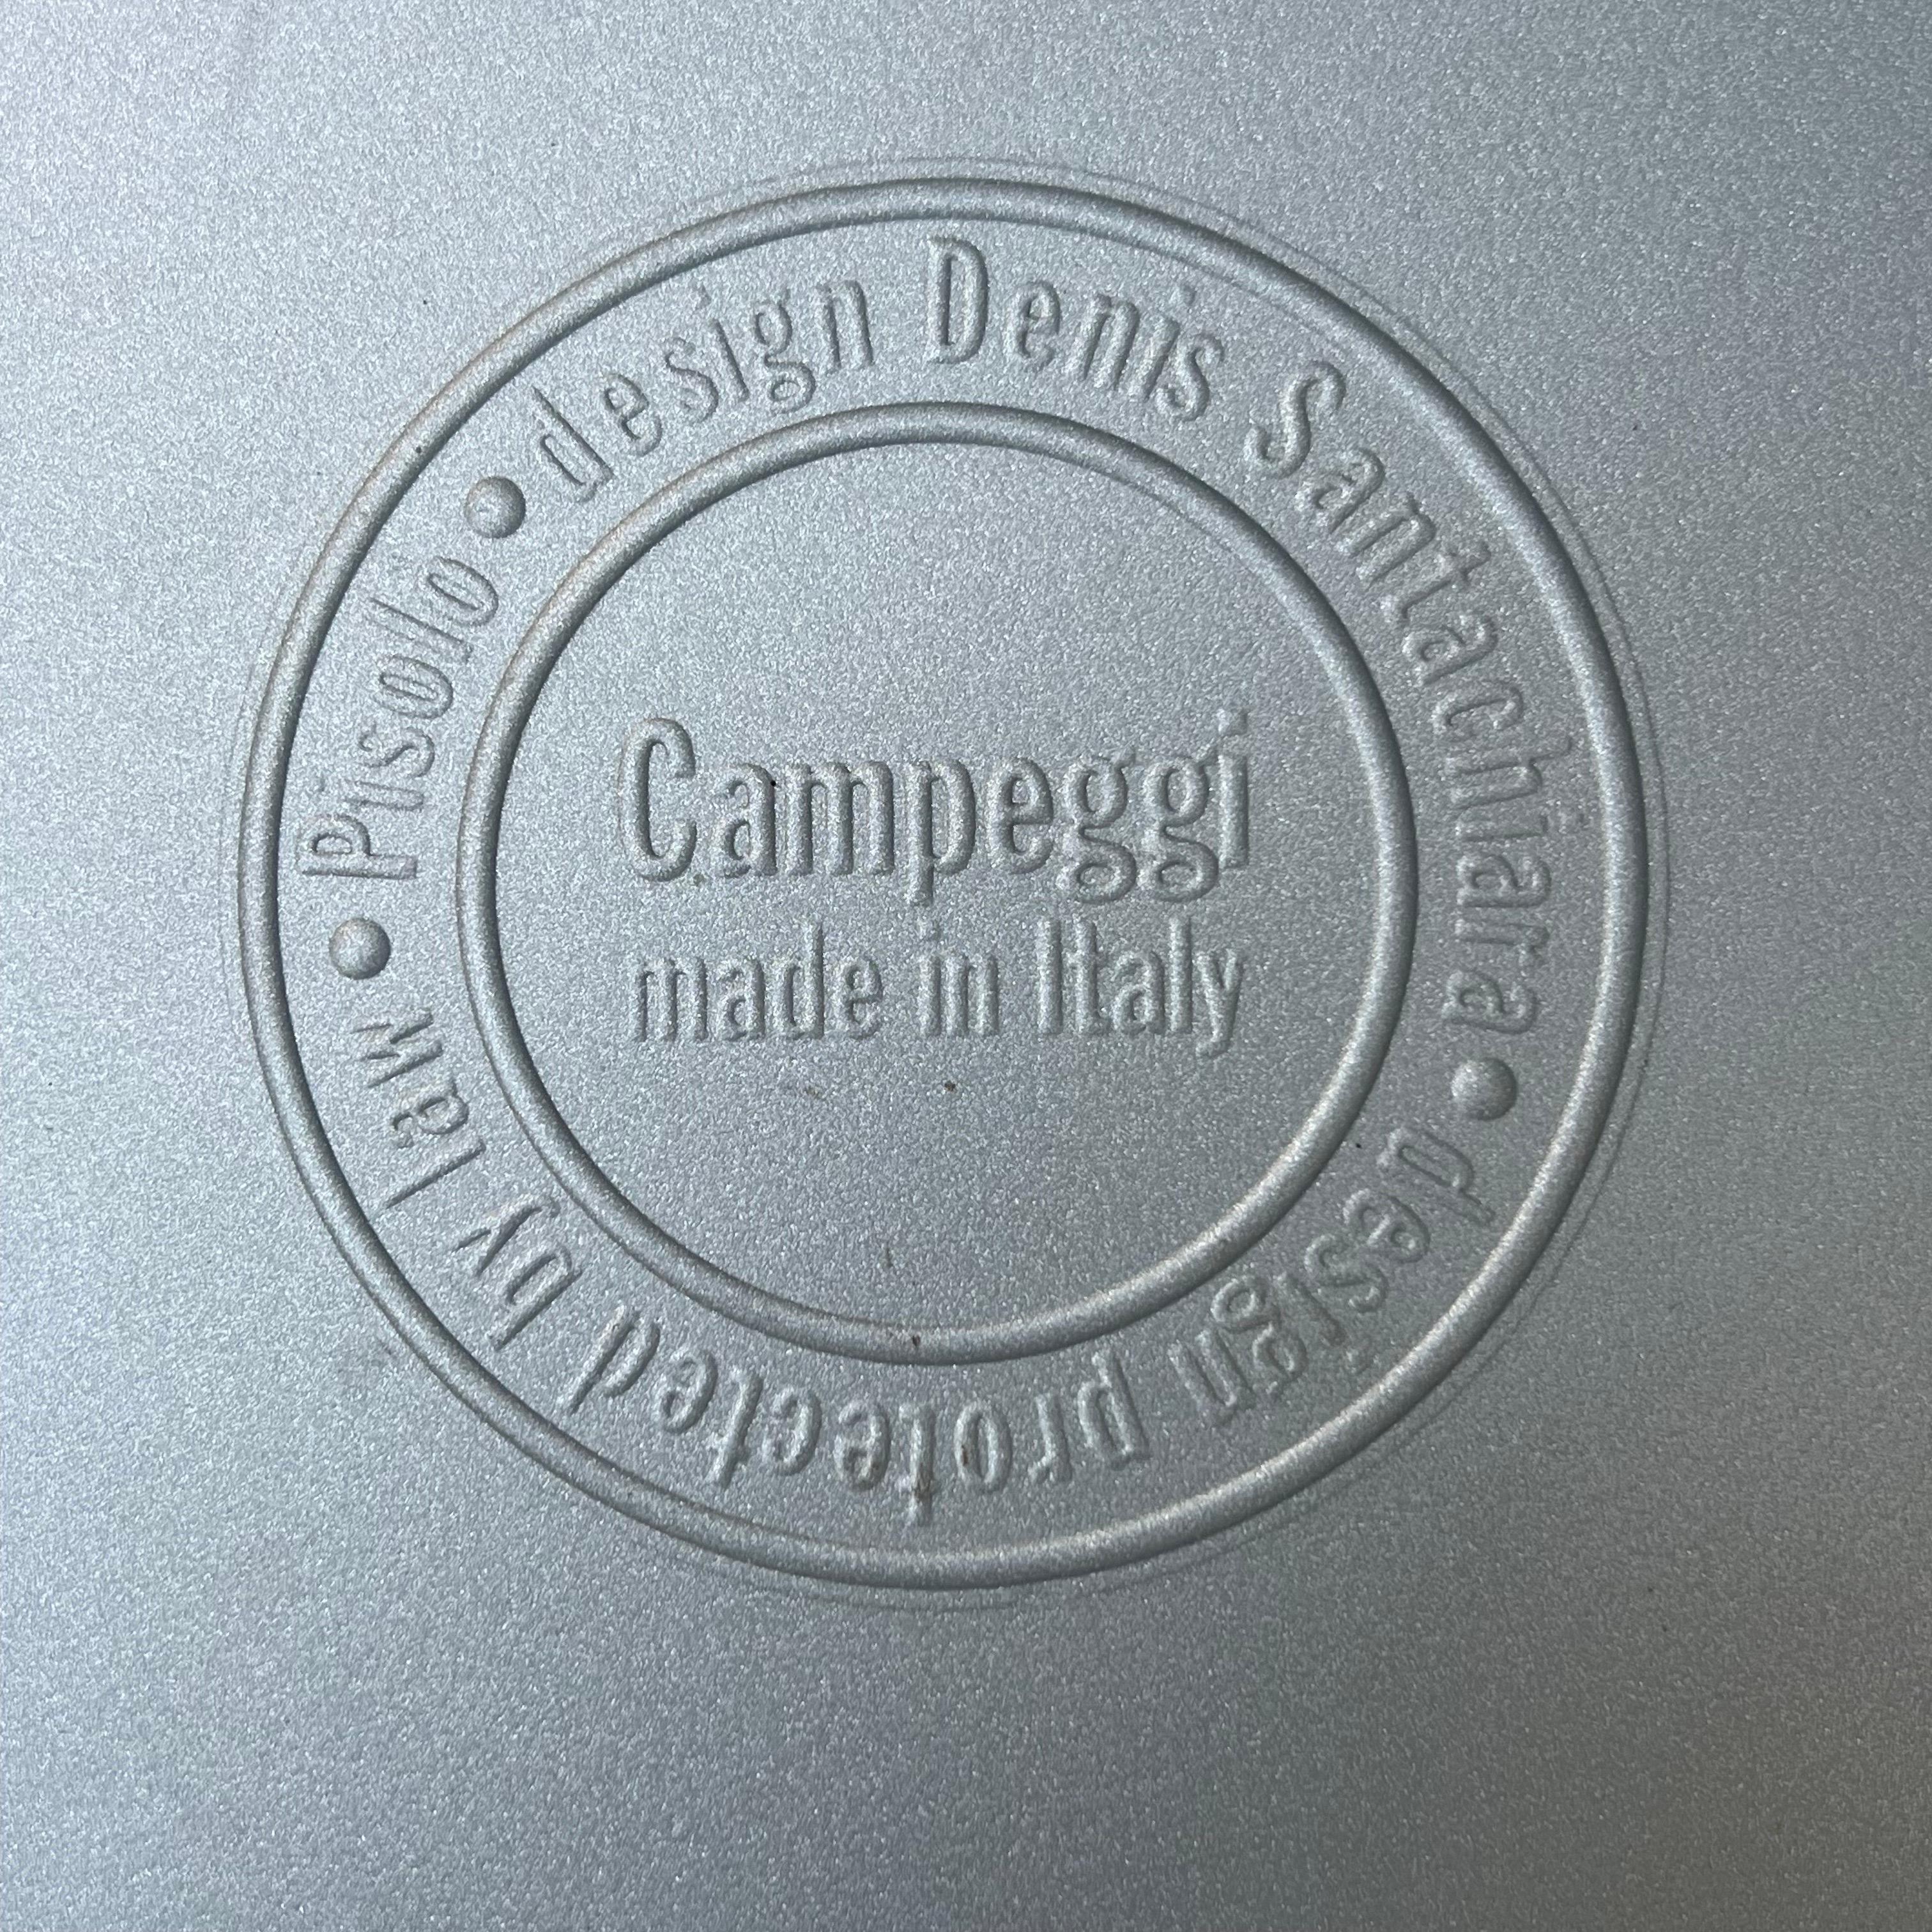 Pisolo • design Denis Santachiara • design protected by law •
Campeggi
made in Italy